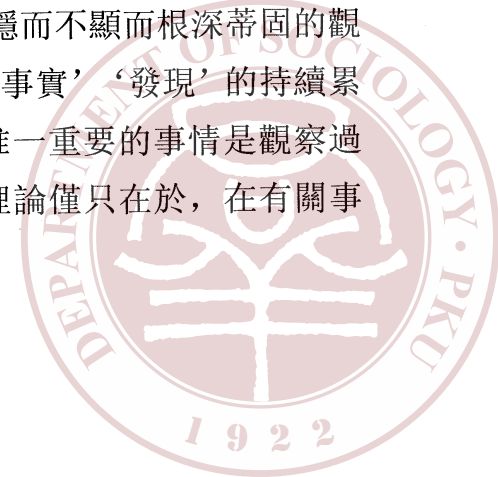 隱而不顯而根深蒂固的觀
事實’‘發現’的持續累
一重要的事情是觀察過
理論僅只在於，在有關事
DEPARTMENT OF SOCIOLOGY · PKU
1922